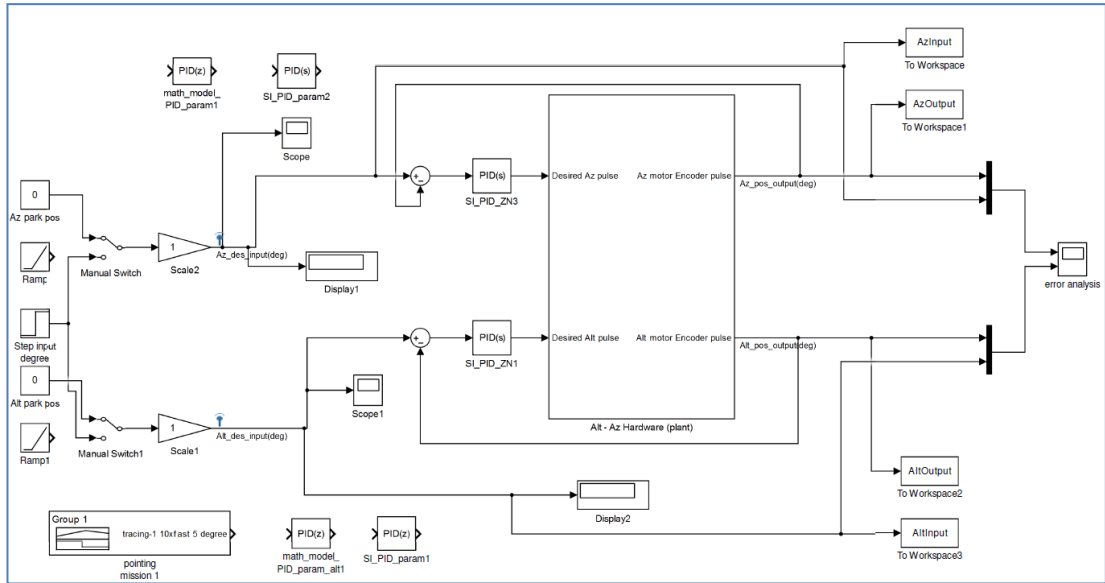 AzInput
To Workspace
PID(z)
math_model_
PID_param1
PID(s)
SI_PID_param2
AzOutput
To Workspace1
Scope
+
−
PID(s)
SI_PID_ZN3
Desired Az pulse
Az motor Encoder pulse
Az_pos_output(deg)
0
Az park pos
Ramp
Manual Switch
1
Scale2
Az_des_input(deg)
Display1
error analysis
Step input
degree
+
−
PID(s)
SI_PID_ZN1
Desired Alt pulse
Alt motor Encoder pulse
Alt_pos_output(deg)
0
Alt park pos
Scope1
Ramp1
Manual Switch1
1
Scale1
Alt_des_input(deg)
Alt - Az Hardware (plant)
AltOutput
To Workspace2
Display2
Group 1
tracing-1 10xfast 5 degree
pointing
mission 1
PID(z)
math_model_
PID_param_alt1
PID(z)
SI_PID_param1
AltInput
To Workspace3